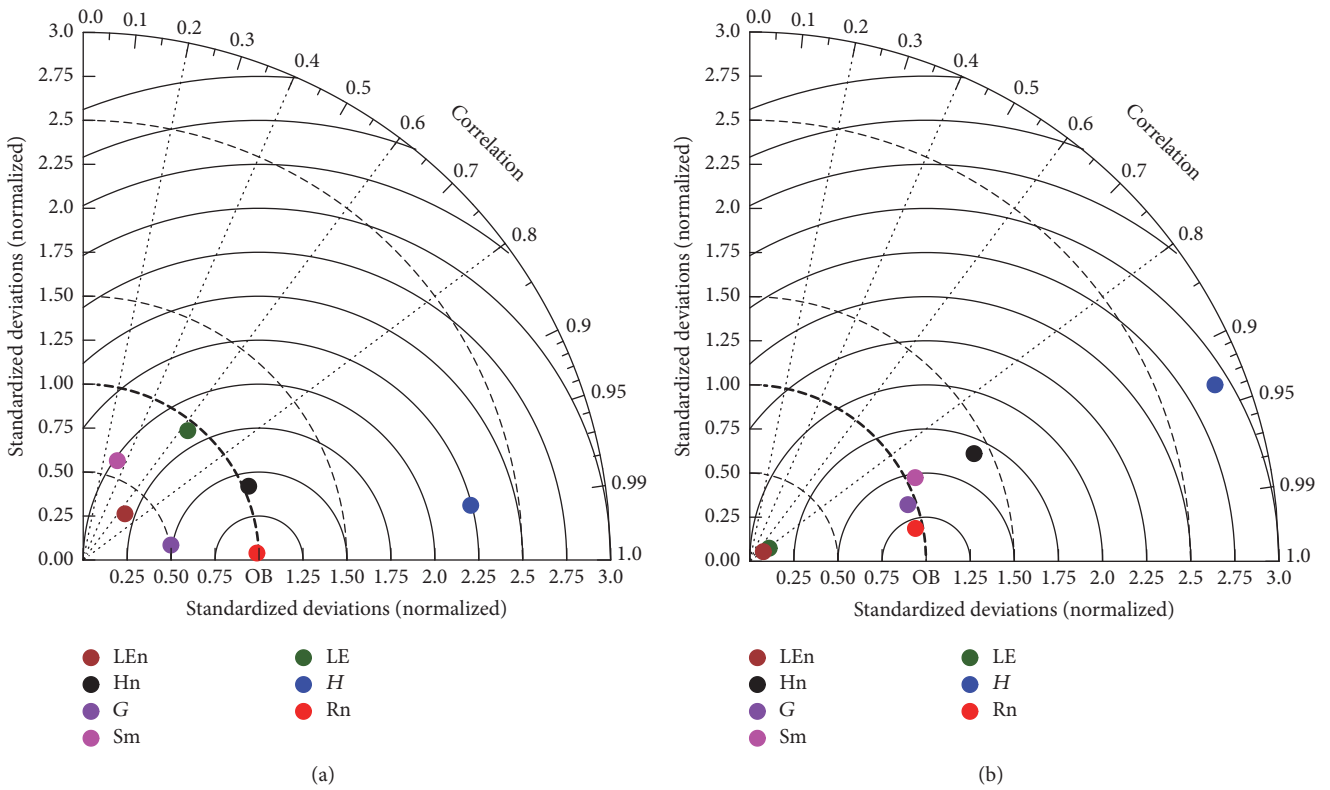 0.0
0.1
0.2
0.3
0.4
0.5
0.6
0.7
0.8
0.9
0.95
0.99
1.0
Correlation
3.0
2.75
2.5
2.25
2.0
1.75
1.50
1.25
1.00
0.75
0.50
0.25
0.00
Standardized deviations (normalized)
0.25 0.50 0.75 OB 1.25 1.50 1.75 2.0 2.25 2.50 2.75 3.0
Standardized deviations (normalized)
LEn LE
Hn H
G Rn
Sm
(a)
0.0
0.1
0.2
0.3
0.4
0.5
0.6
0.7
0.8
0.9
0.95
0.99
1.0
Correlation
3.0
2.75
2.5
2.25
2.0
1.75
1.50
1.25
1.00
0.75
0.50
0.25
0.00
Standardized deviations (normalized)
0.25 0.50 0.75 OB 1.25 1.50 1.75 2.0 2.25 2.50 2.75 3.0
Standardized deviations (normalized)
LEn LE
Hn H
G Rn
Sm
(b)